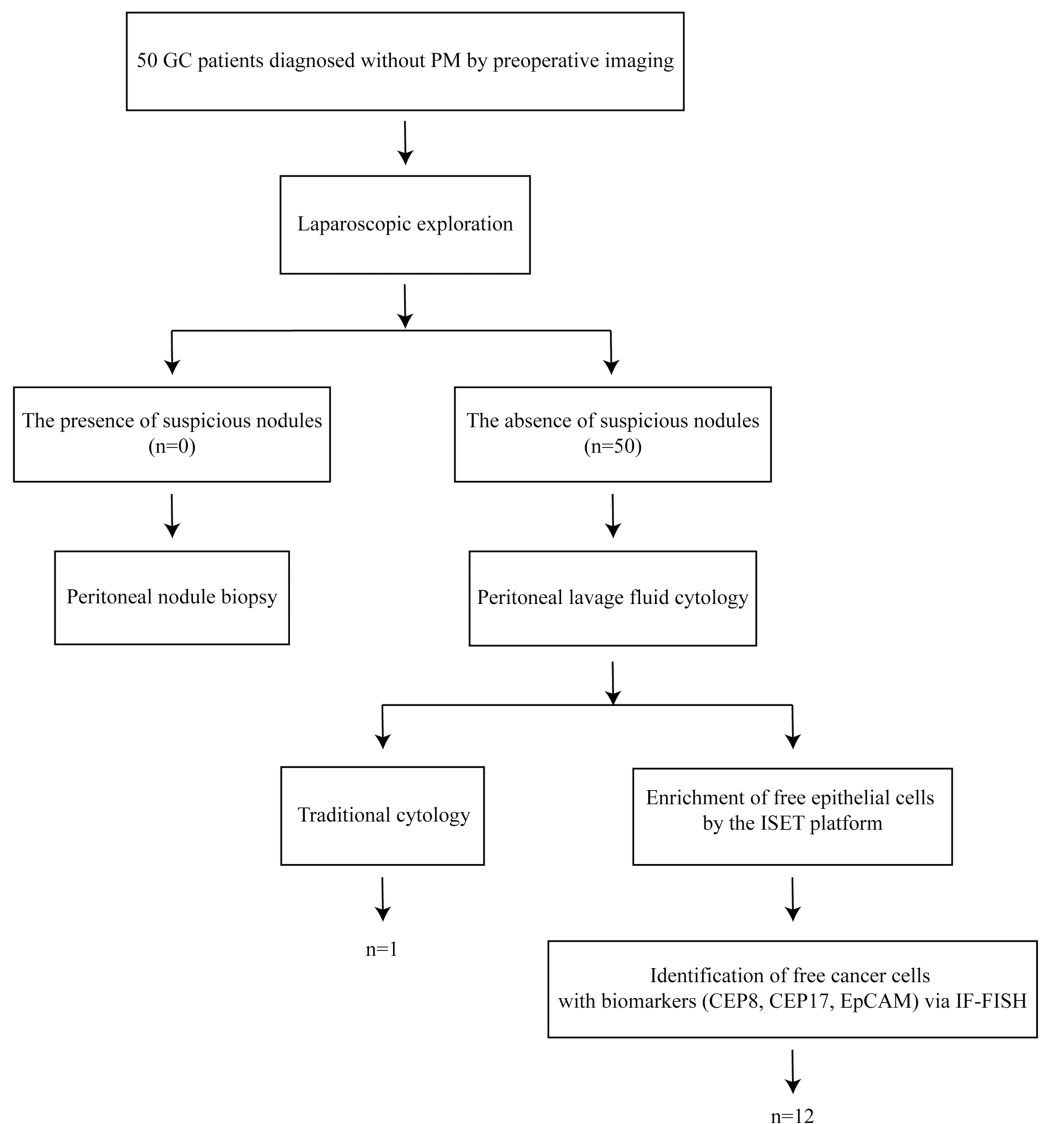 50 GC patients diagnosed without PM by preoperative imaging
Laparoscopic exploration
The presence of suspicious nodules
(n=0)
The absence of suspicious nodules
(n=50)
Peritoneal nodule biopsy
Peritoneal lavage fluid cytology
Traditional cytology
Enrichment of free epithelial cells
by the ISET platform
n=1
Identification of free cancer cells
with biomarkers (CEP8, CEP17, EpCAM) via IF-FISH
n=12